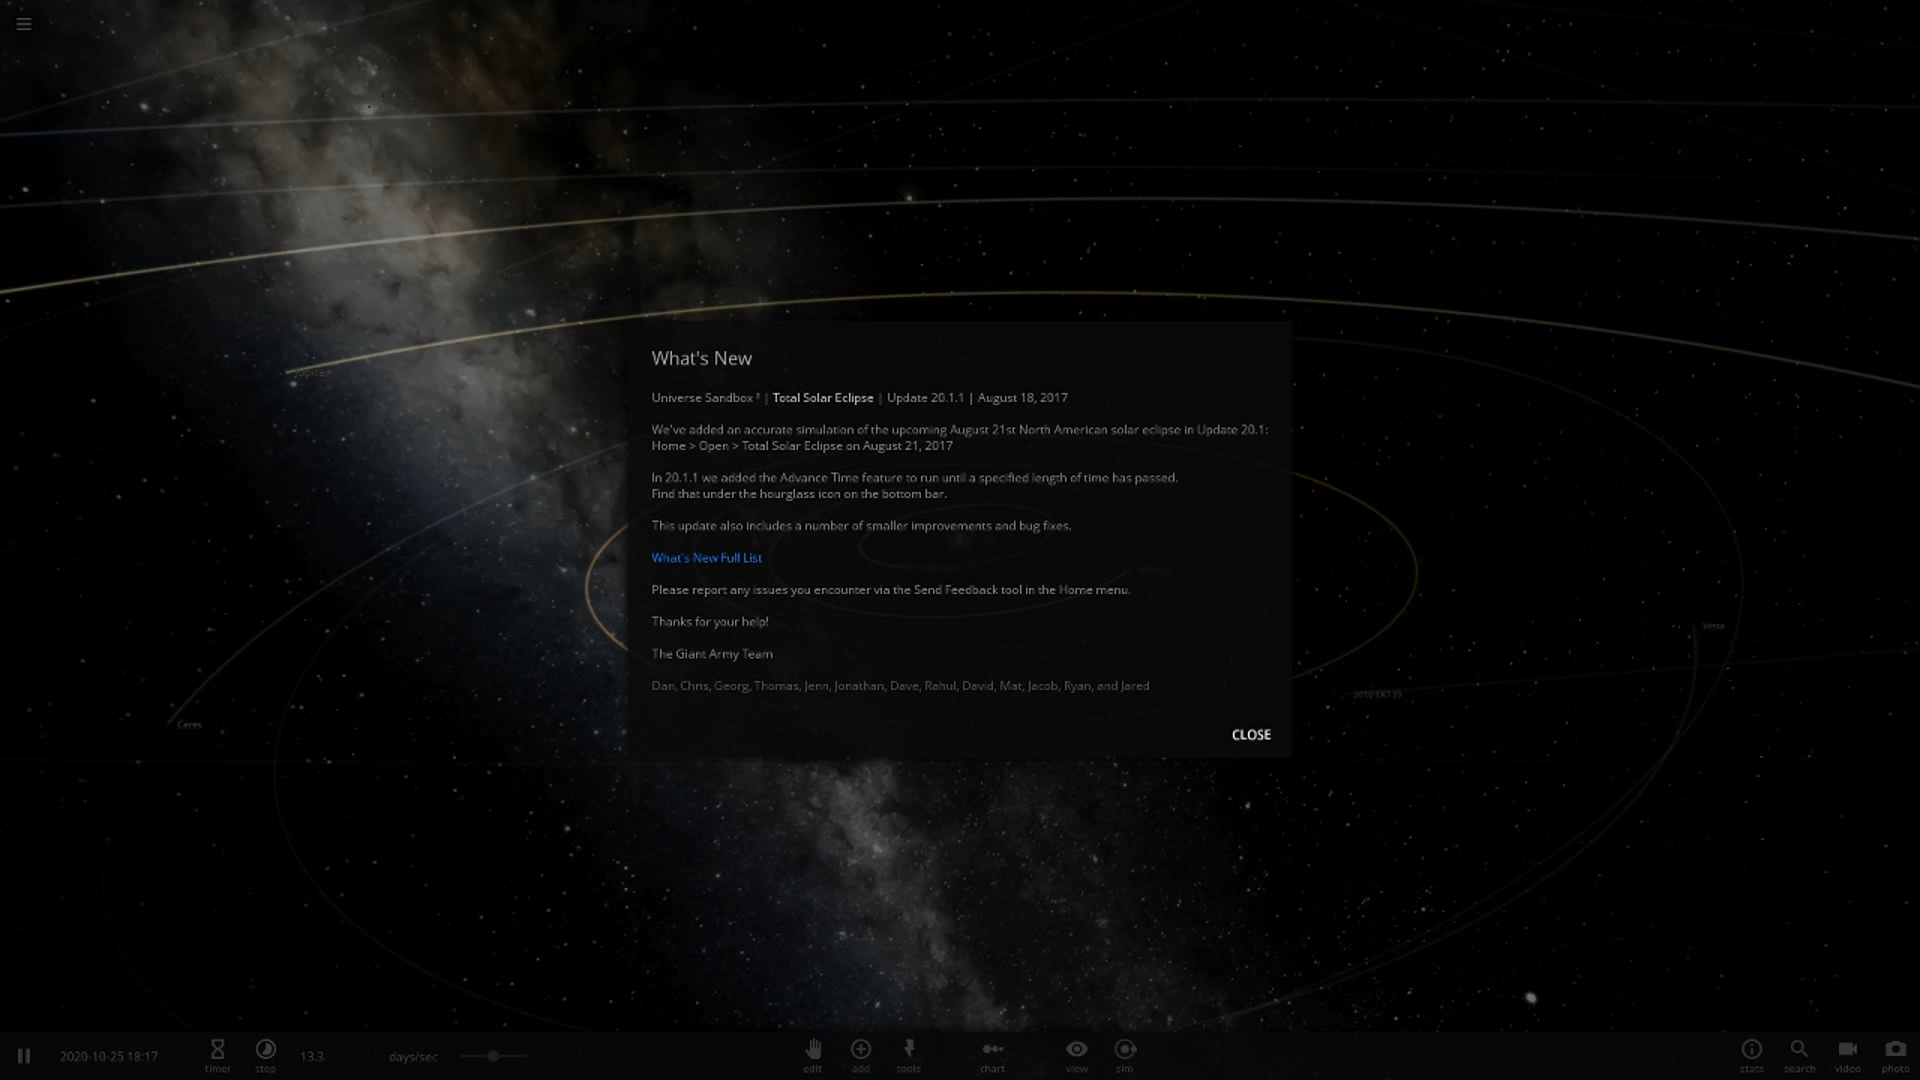 Jupiter
What's New
Universe Sandbox ² | Total Solar Eclipse | Update 20.1.1 | August 18, 2017
We've added an accurate simulation of the upcoming August 21st North American solar eclipse in Update 20.1:
Home > Open > Total Solar Eclipse on August 21, 2017
In 20.1.1 we added the Advance Time feature to run until a specified length of time has passed.
Find that under the hourglass icon on the bottom bar.
This update also includes a number of smaller improvements and bug fixes.
What's New Full List
Please report any issues you encounter via the Send Feedback tool in the Home menu.
Thanks for your help!
The Giant Army Team
Dan, Chris, Georg, Thomas, Jenn, Jonathan, Dave, Rahul, David, Mat, Jacob, Ryan, and Jared
CLOSE
Vesta
2010 EK139
Ceres
2020-10-25 18:17
timer
step
13.3
days/sec
edit
add
tools
chart
view
sim
stats
search
video
photo